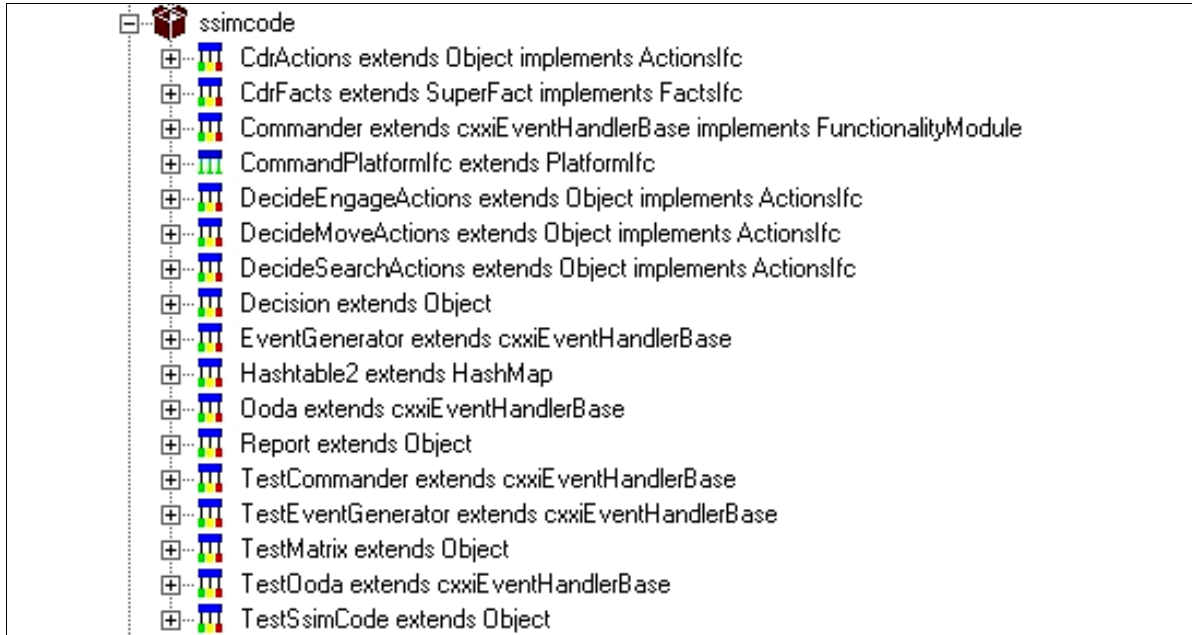 ssimcode
CdrActions extends Object implements ActionsIfc
CdrFacts extends SuperFact implements FactsIfc
Commander extends cxxiEventHandlerBase implements FunctionalityModule
CommandPlatformIfc extends PlatformIfc
DecideEngageActions extends Object implements ActionsIfc
DecideMoveActions extends Object implements ActionsIfc
DecideSearchActions extends Object implements ActionsIfc
Decision extends Object
EventGenerator extends cxxiEventHandlerBase
Hashtable2 extends HashMap
Ooda extends cxxiEventHandlerBase
Report extends Object
TestCommander extends cxxiEventHandlerBase
TestEventGenerator extends cxxiEventHandlerBase
TestMatrix extends Object
TestOoda extends cxxiEventHandlerBase
TestSsimCode extends Object